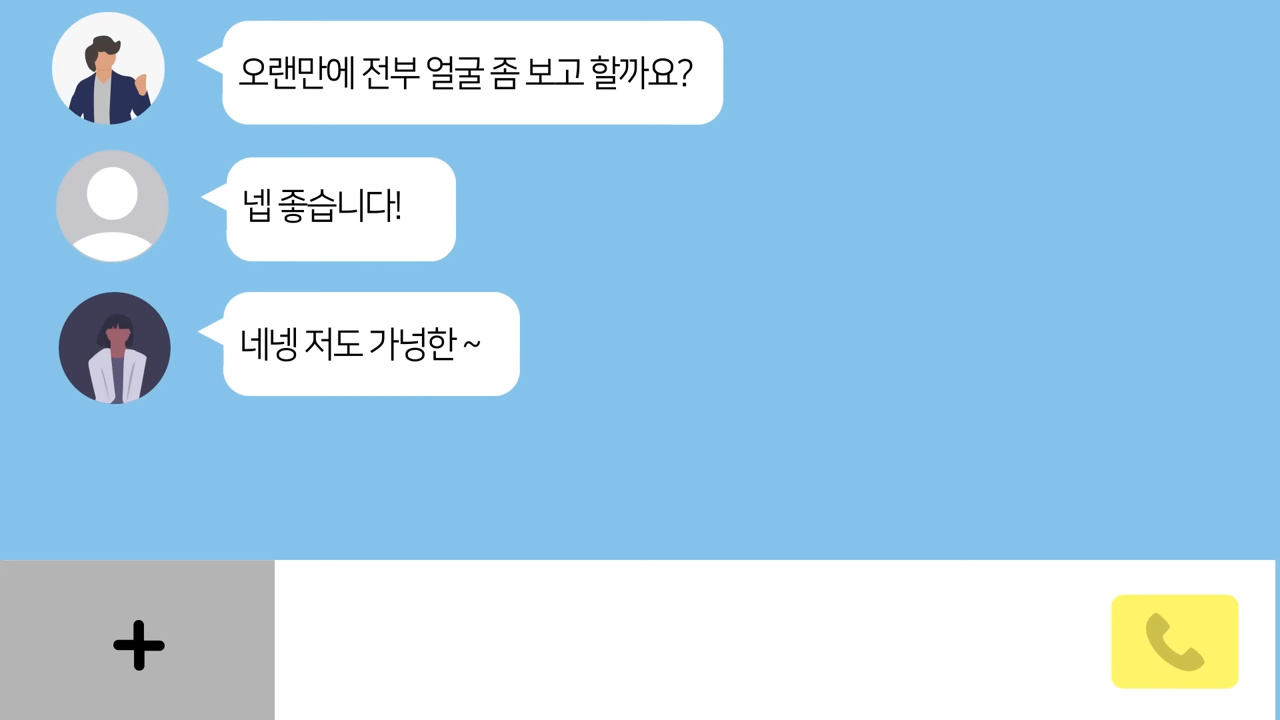 오랜만에 전부 얼굴 좀 보고 할까요?
넵 좋습니다!
네넹 저도 가넝한 ~